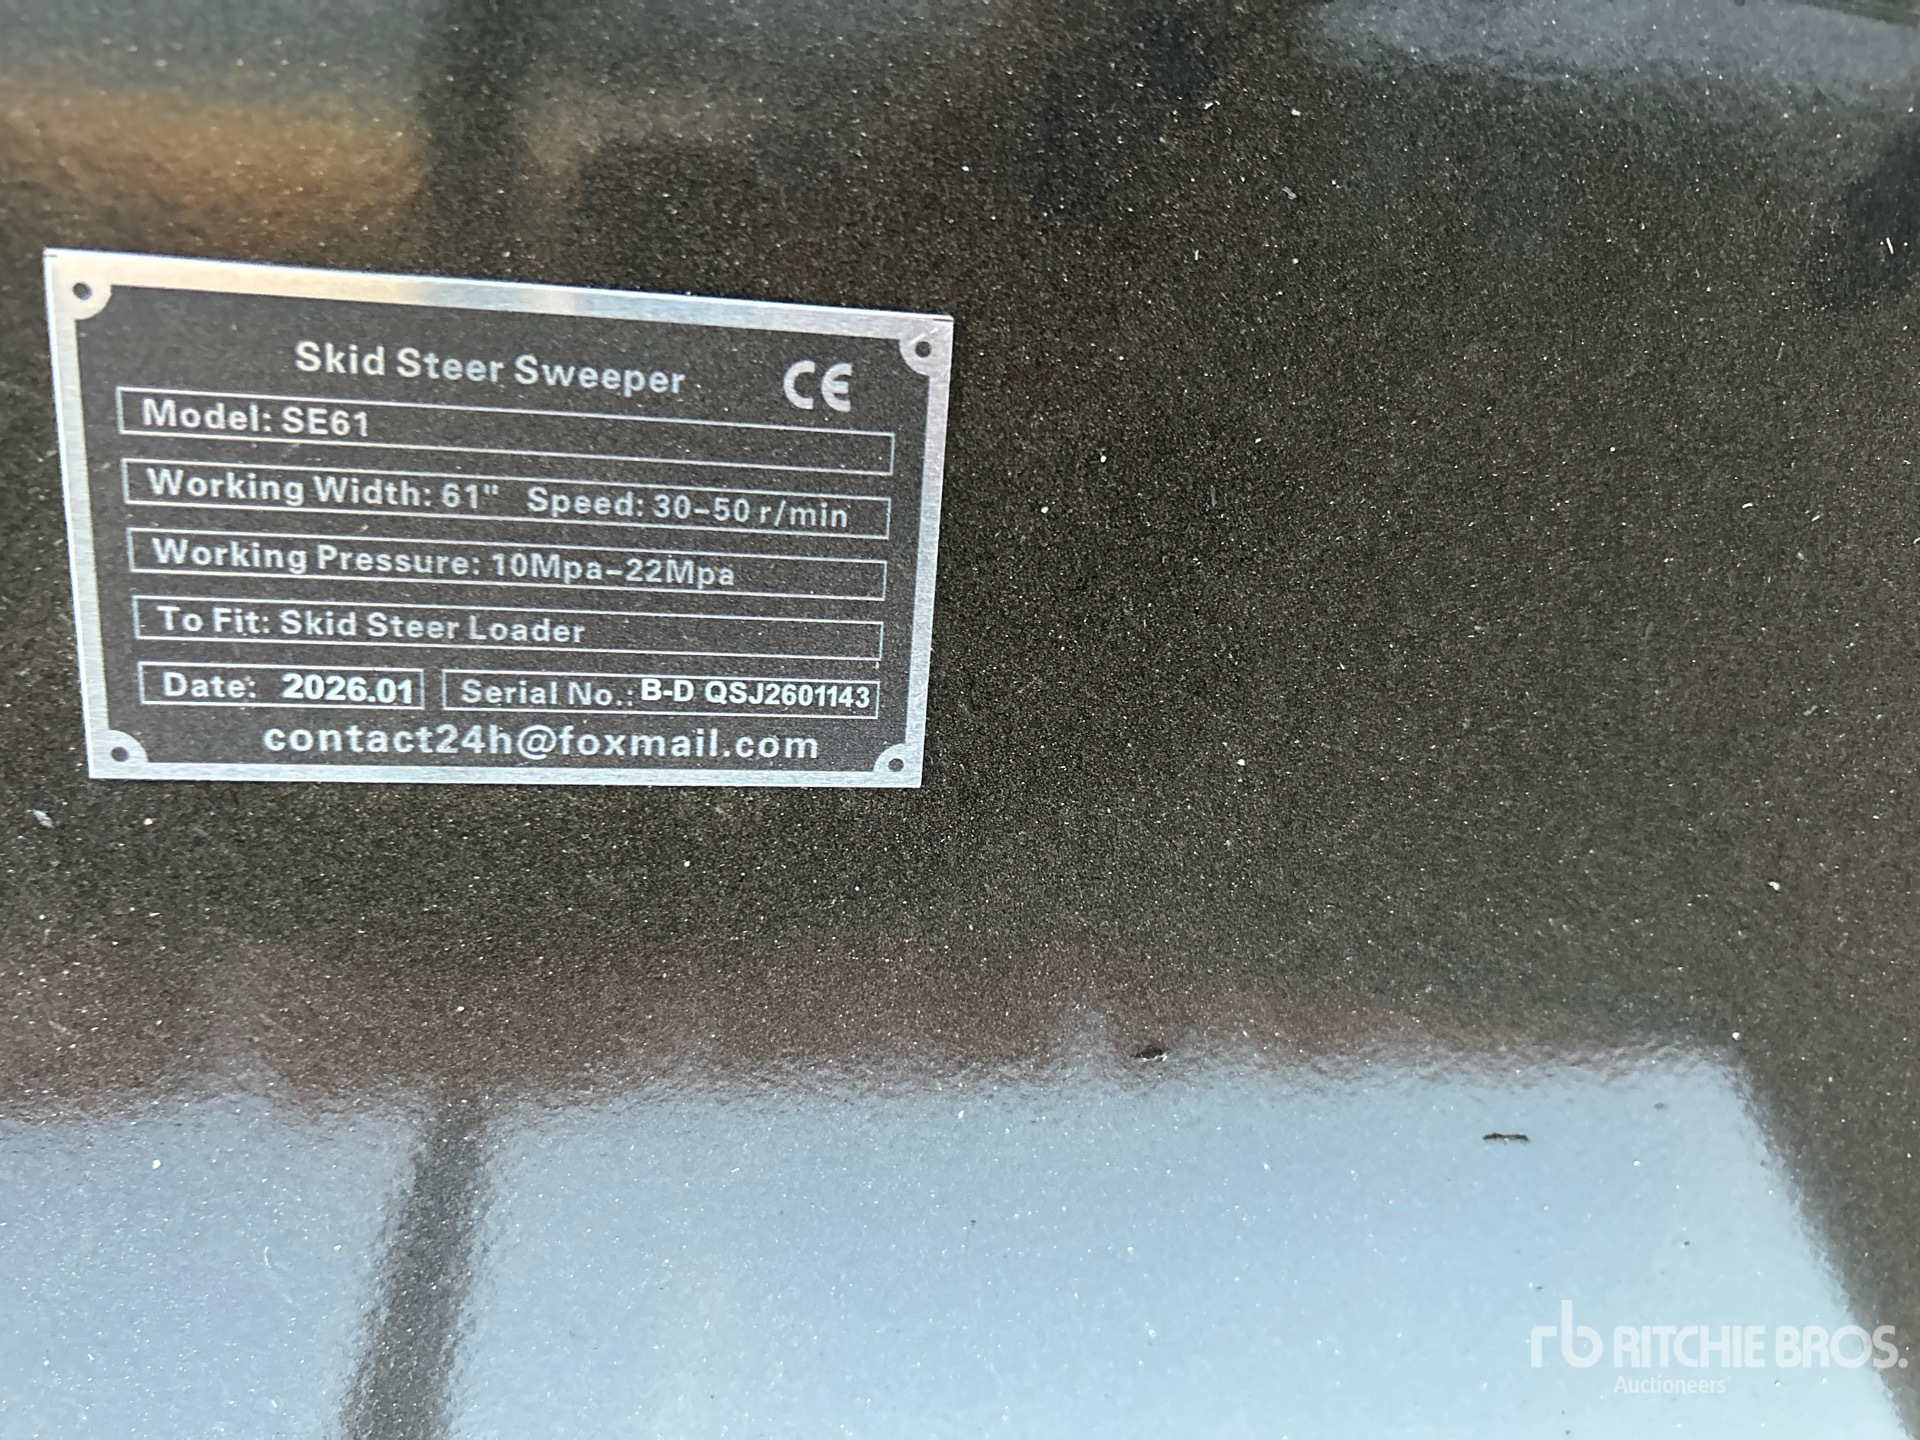 Skid Steer Sweeper CE
Model: SE61
Working Width: 61" Speed: 30-50 r/min
Working Pressure: 10Mpa-22Mpa
To Fit: Skid Steer Loader
Date: 2026.01 Serial No.: B-D QSJ2601143
contact24h@foxmail.com
rb RITCHIE BROS.
Auctioneers